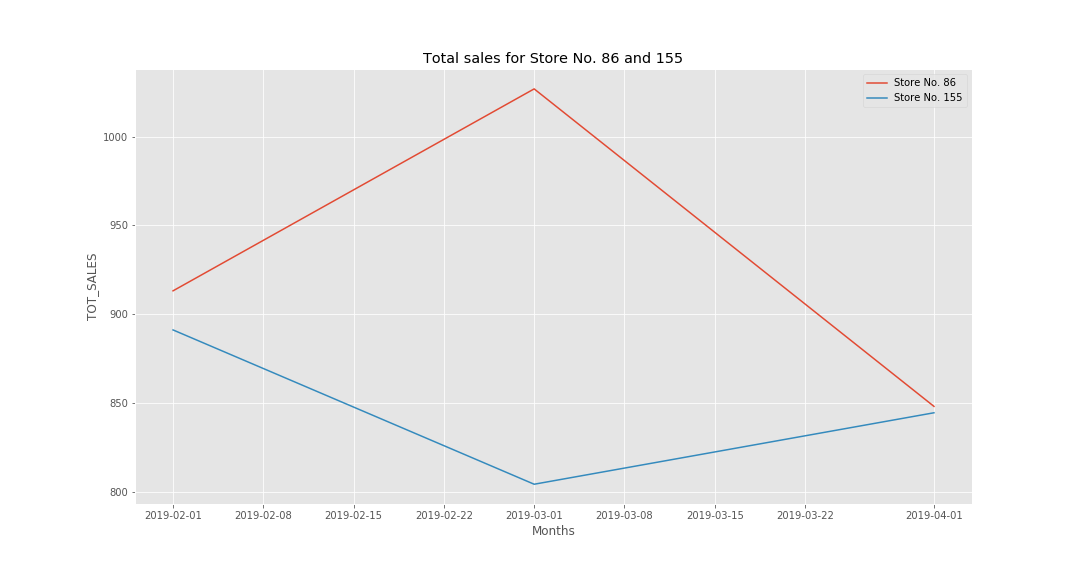 Total sales for Store No. 86 and 155
Store No. 86
Store No. 155
TOT_SALES
1000
950
900
850
800
2019-02-01 2019-02-08 2019-02-15 2019-02-22 2019-03-01 2019-03-08 2019-03-15 2019-03-22 2019-04-01
Months